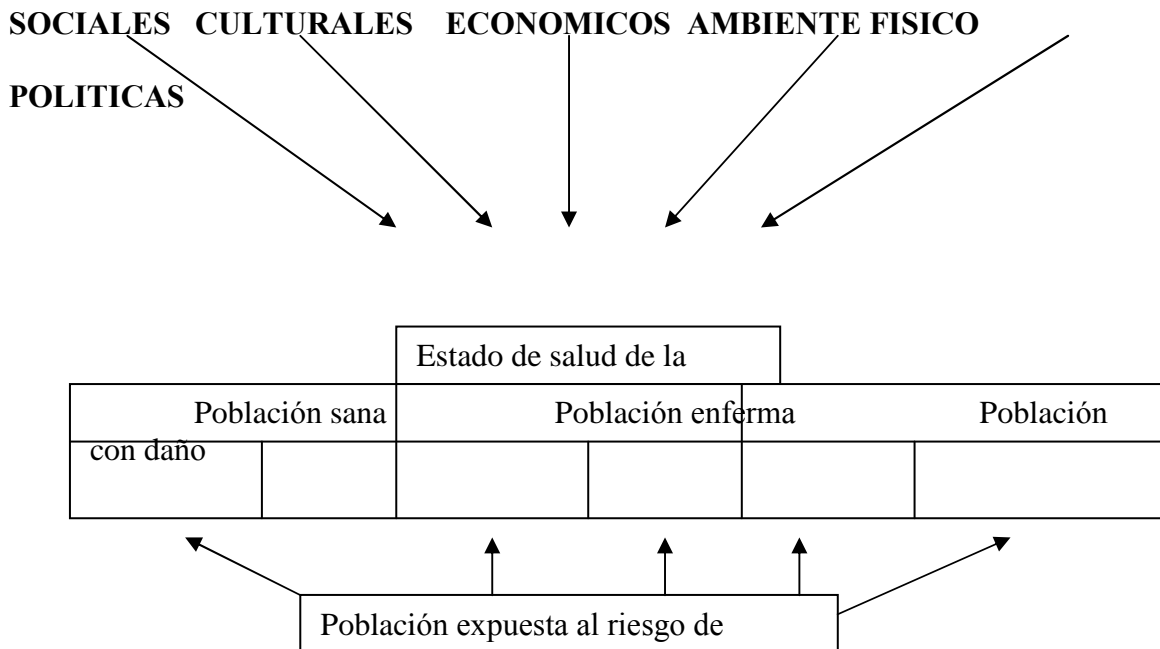 SOCIALES CULTURALES ECONOMICOS AMBIENTE FISICO
POLITICAS
Estado de salud de la
Población sana Población enferma Población
con daño
Población expuesta al riesgo de